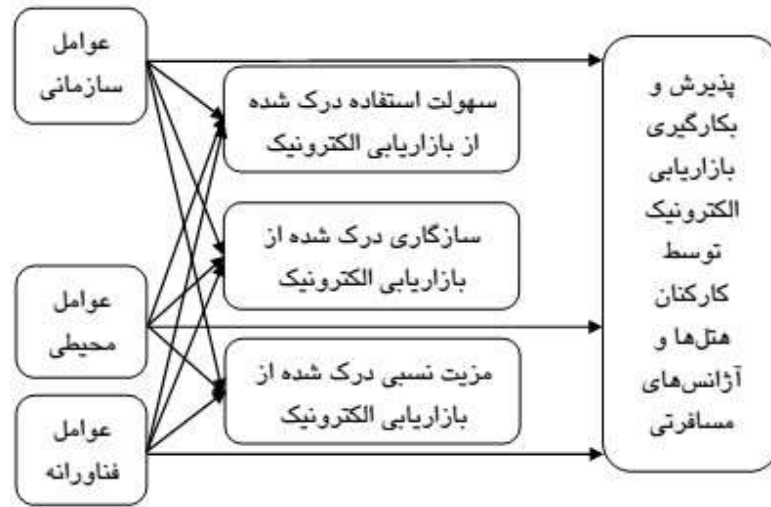 عوامل
سازمانی
سهولت استفاده درک شده
از بازاریابی الکترونیک
سازگاری درک شده از
بازاریابی الکترونیک
عوامل
محیطی
مزیت نسبی درک شده از
بازاریابی الکترونیک
عوامل
فناورانه
پذیرش و
بکارگیری
بازاریابی
الکترونیک
توسط
کارکنان
هتل‌ها و
آژانس‌های
مسافرتی